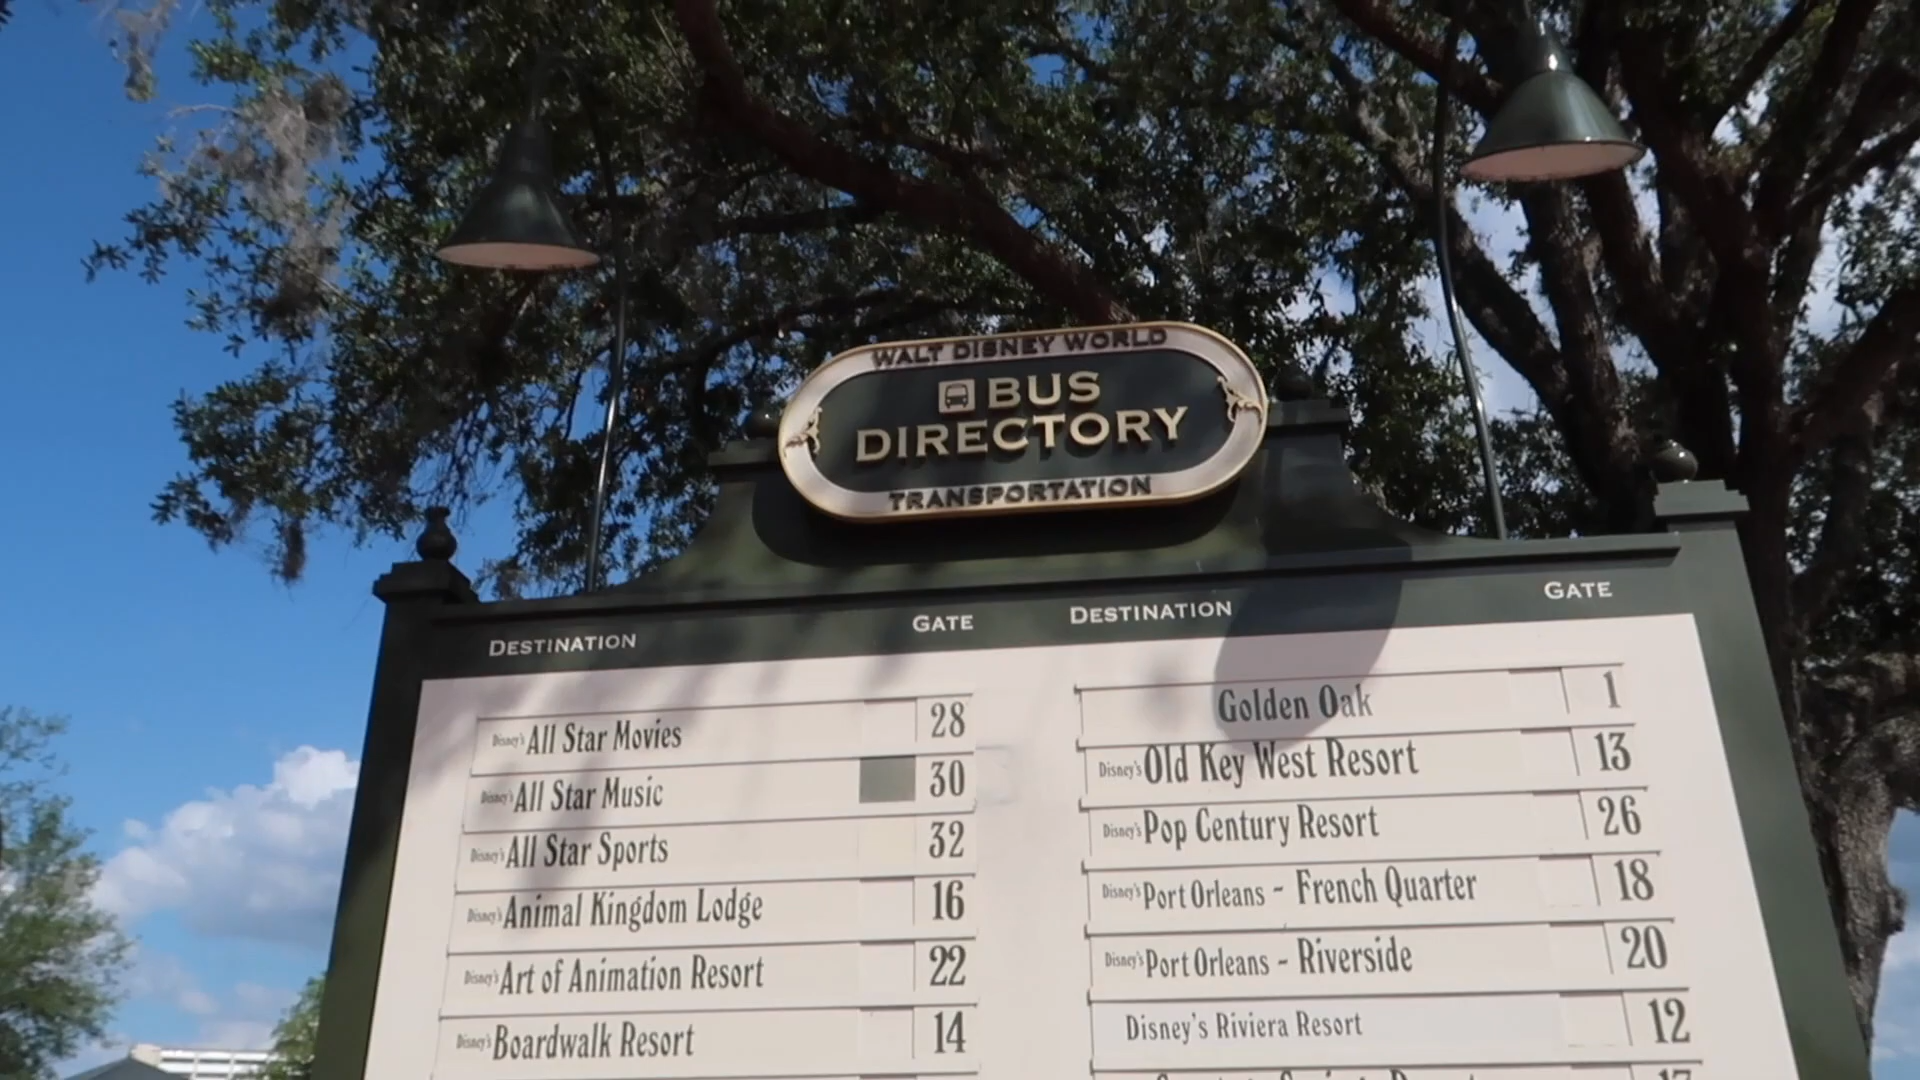 WALT DISNEY WORLD
BUS
DIRECTORY
TRANSPORTATION
DESTINATION GATE
Disney's All Star Movies 28
Disney's All Star Music 30
Disney's All Star Sports 32
Disney's Animal Kingdom Lodge 16
Disney's Art of Animation Resort 22
Disney's Boardwalk Resort 14
DESTINATION GATE
Golden Oak 1
Disney's Old Key West Resort 13
Disney's Pop Century Resort 26
Disney's Port Orleans - French Quarter 18
Disney's Port Orleans - Riverside 20
Disney's Riviera Resort 12